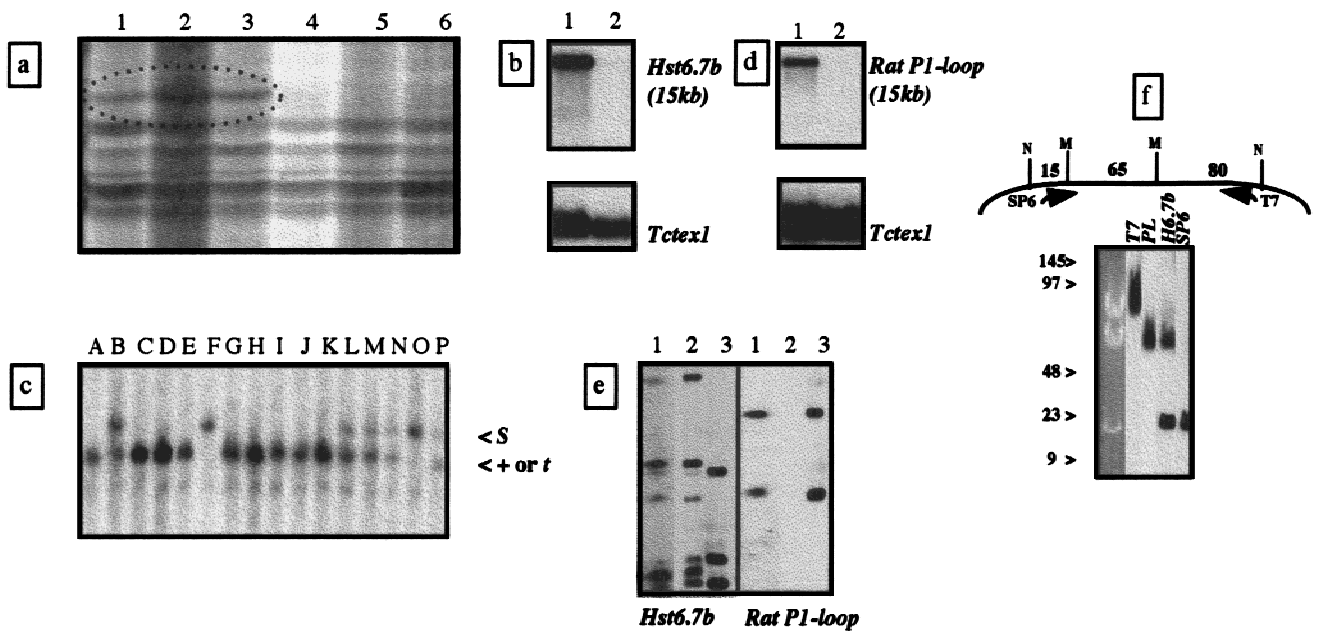 a
1 2 3 4 5 6
b
1 2
Hst6.7b
(15kb)
Tctex1
d
1 2
Rat P1-loop
(15kb)
Tctex1
f
N M M N
15 65 80
SP6 T7
T7 PL H6.7b SP6
145>
97 >
48 >
23 >
9 >
c
A B C D E F G H I J K L M N O P
< S
< + or t
e
1 2 3 1 2 3
Hst6.7b Rat P1-loop